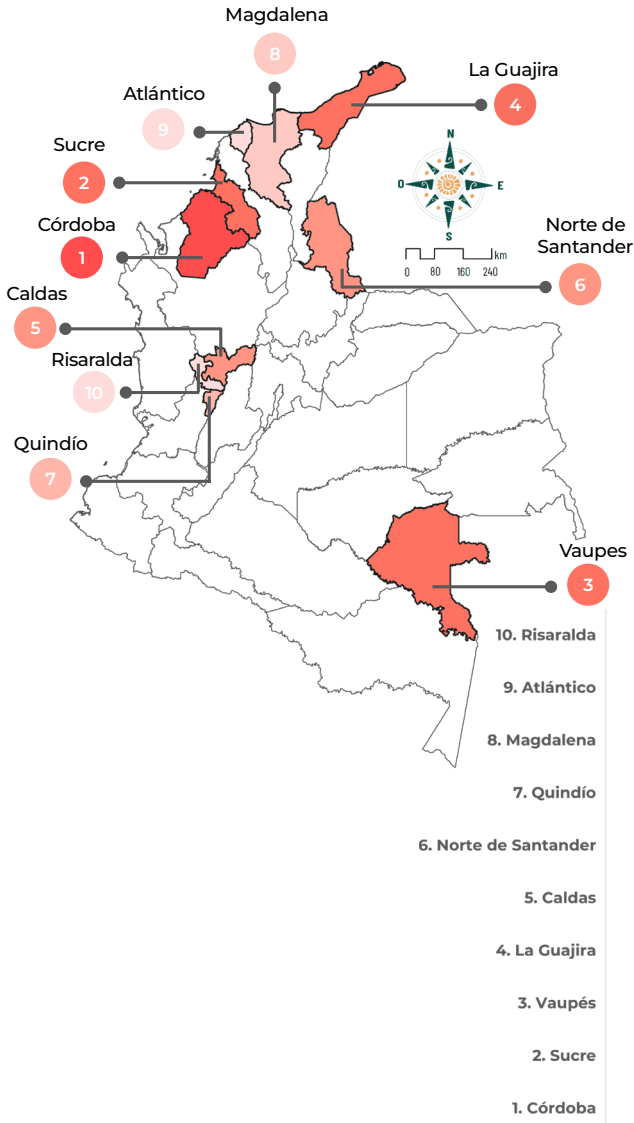 Magdalena
8
La Guajira
4
Atlántico
9
Sucre
2
N
O
E
S
Córdoba
1
km
0 80 160 240
Norte de
Santander
6
Caldas
5
Risaralda
10
Quindío
7
Vaupes
3
10. Risaralda
9. Atlántico
8. Magdalena
7. Quindío
6. Norte de Santander
5. Caldas
4. La Guajira
3. Vaupés
2. Sucre
1. Córdoba